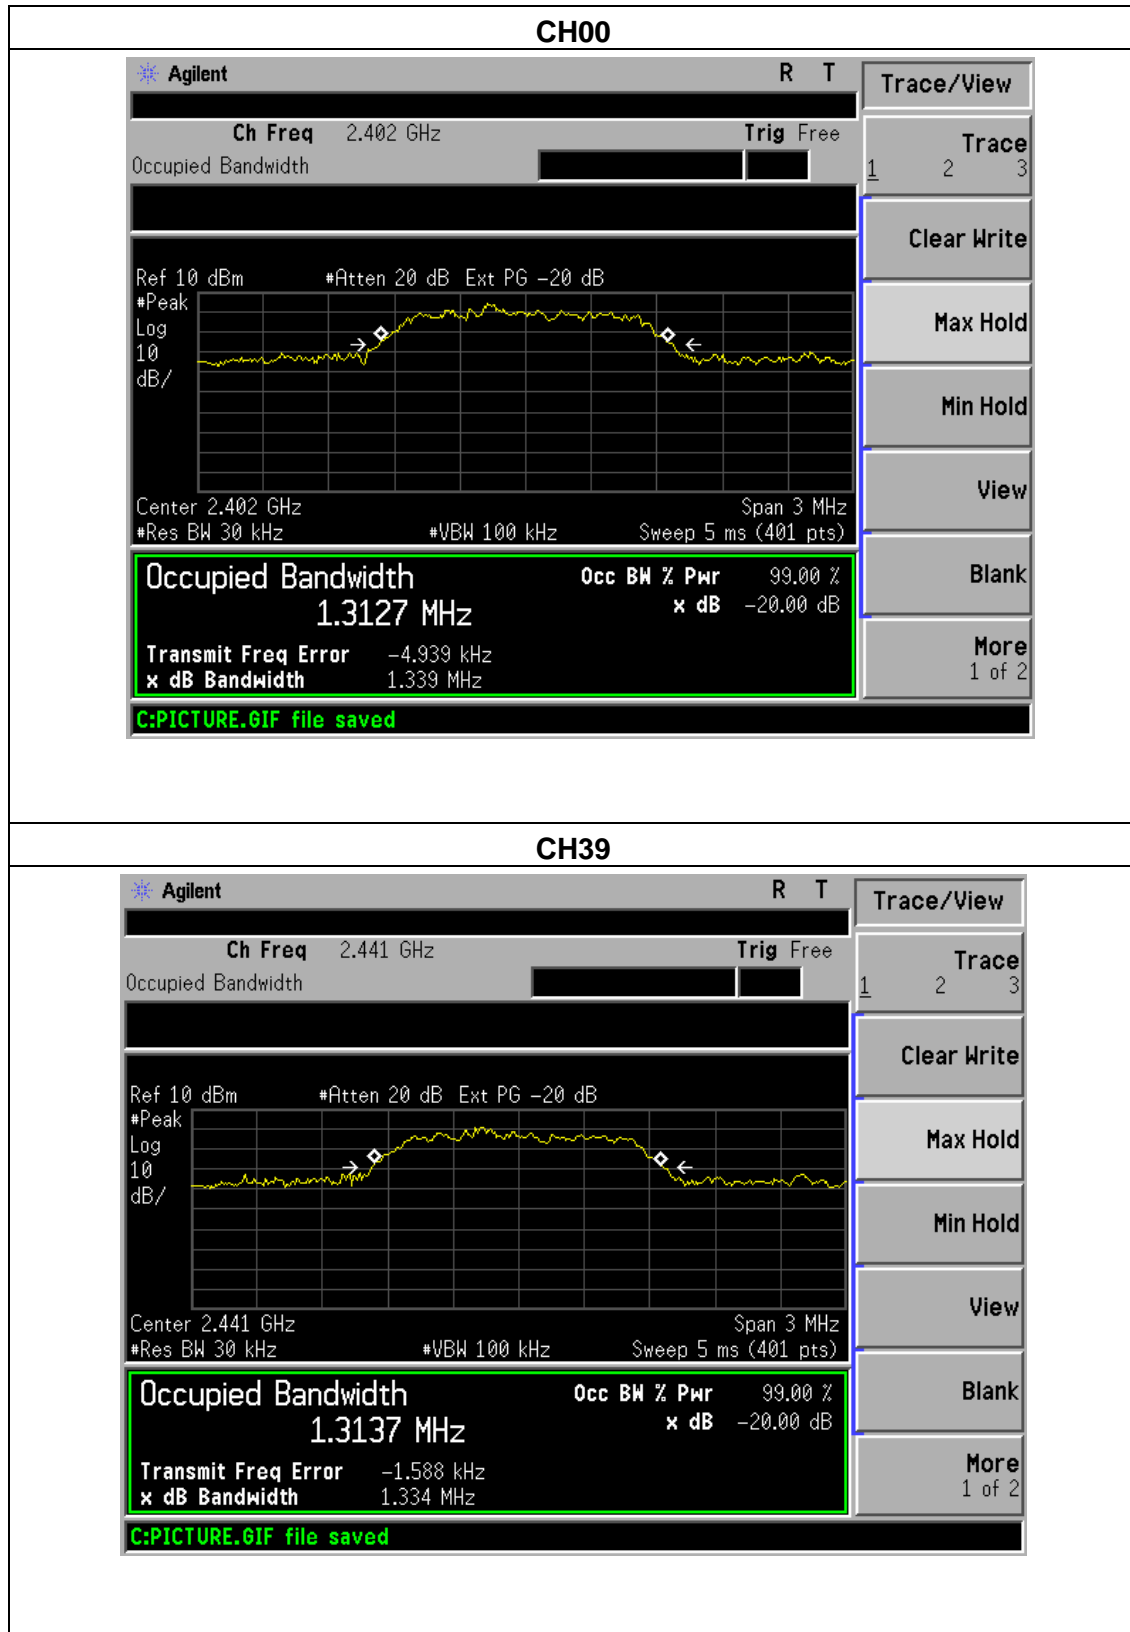 CH00
Agilent R T Trace/View
Ch Freq 2.402 GHz Trig Free
Occupied Bandwidth
Trace
1 2 3
Clear Write
Ref 10 dBm #Atten 20 dB Ext PG −20 dB
#Peak
Log
10
dB/
Max Hold
Min Hold
View
Center 2.402 GHz Span 3 MHz
#Res BW 30 kHz #VBW 100 kHz Sweep 5 ms (401 pts)
Occupied Bandwidth Occ BW % Pwr 99.00 %
1.3127 MHz x dB −20.00 dB
Blank
Transmit Freq Error −4.939 kHz
x dB Bandwidth 1.339 MHz
More
1 of 2
C:PICTURE.GIF file saved
CH39
Agilent R T Trace/View
Ch Freq 2.441 GHz Trig Free
Occupied Bandwidth
Trace
1 2 3
Clear Write
Ref 10 dBm #Atten 20 dB Ext PG −20 dB
#Peak
Log
10
dB/
Max Hold
Min Hold
View
Center 2.441 GHz Span 3 MHz
#Res BW 30 kHz #VBW 100 kHz Sweep 5 ms (401 pts)
Occupied Bandwidth Occ BW % Pwr 99.00 %
1.3137 MHz x dB −20.00 dB
Blank
Transmit Freq Error −1.588 kHz
x dB Bandwidth 1.334 MHz
More
1 of 2
C:PICTURE.GIF file saved